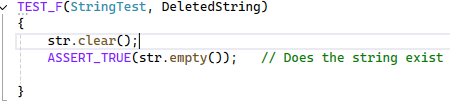 TEST_F(StringTest, DeletedString)
{
    str.clear();
    ASSERT_TRUE(str.empty());   // Does the string exist
}